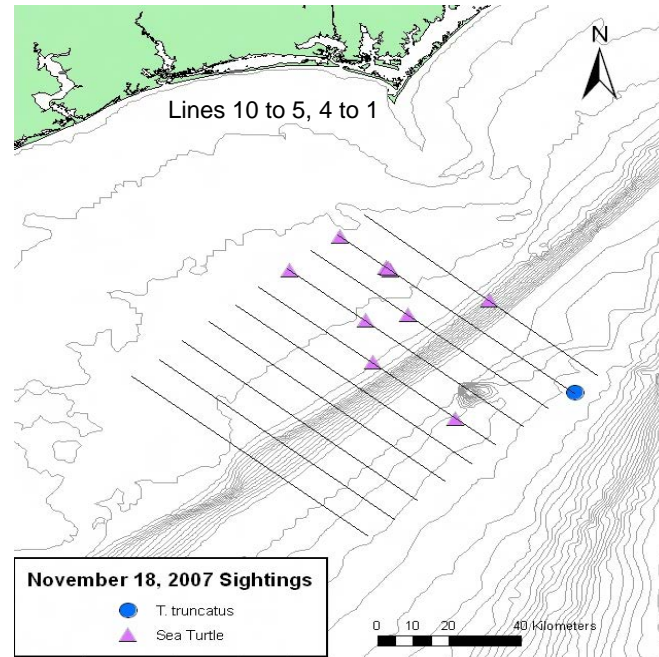 N
Lines 10 to 5, 4 to 1
November 18, 2007 Sightings
T. truncatus
Sea Turtle
0 10 20 40 Kilometers